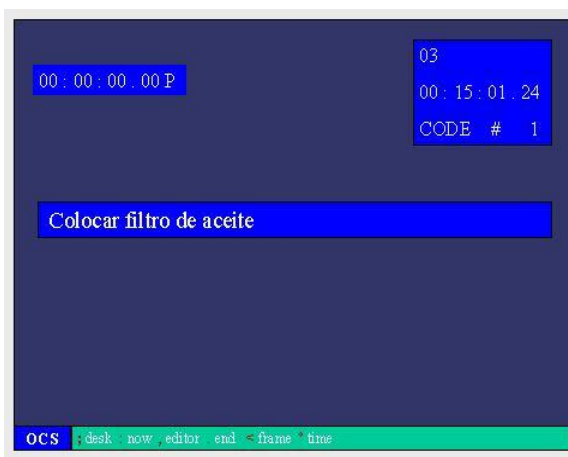 00 : 00 : 00 . 00 P
03
00 : 15 : 01 . 24
CODE # 1
Colocar filtro de aceite
OCS ; desk : now , editor . end < frame * time